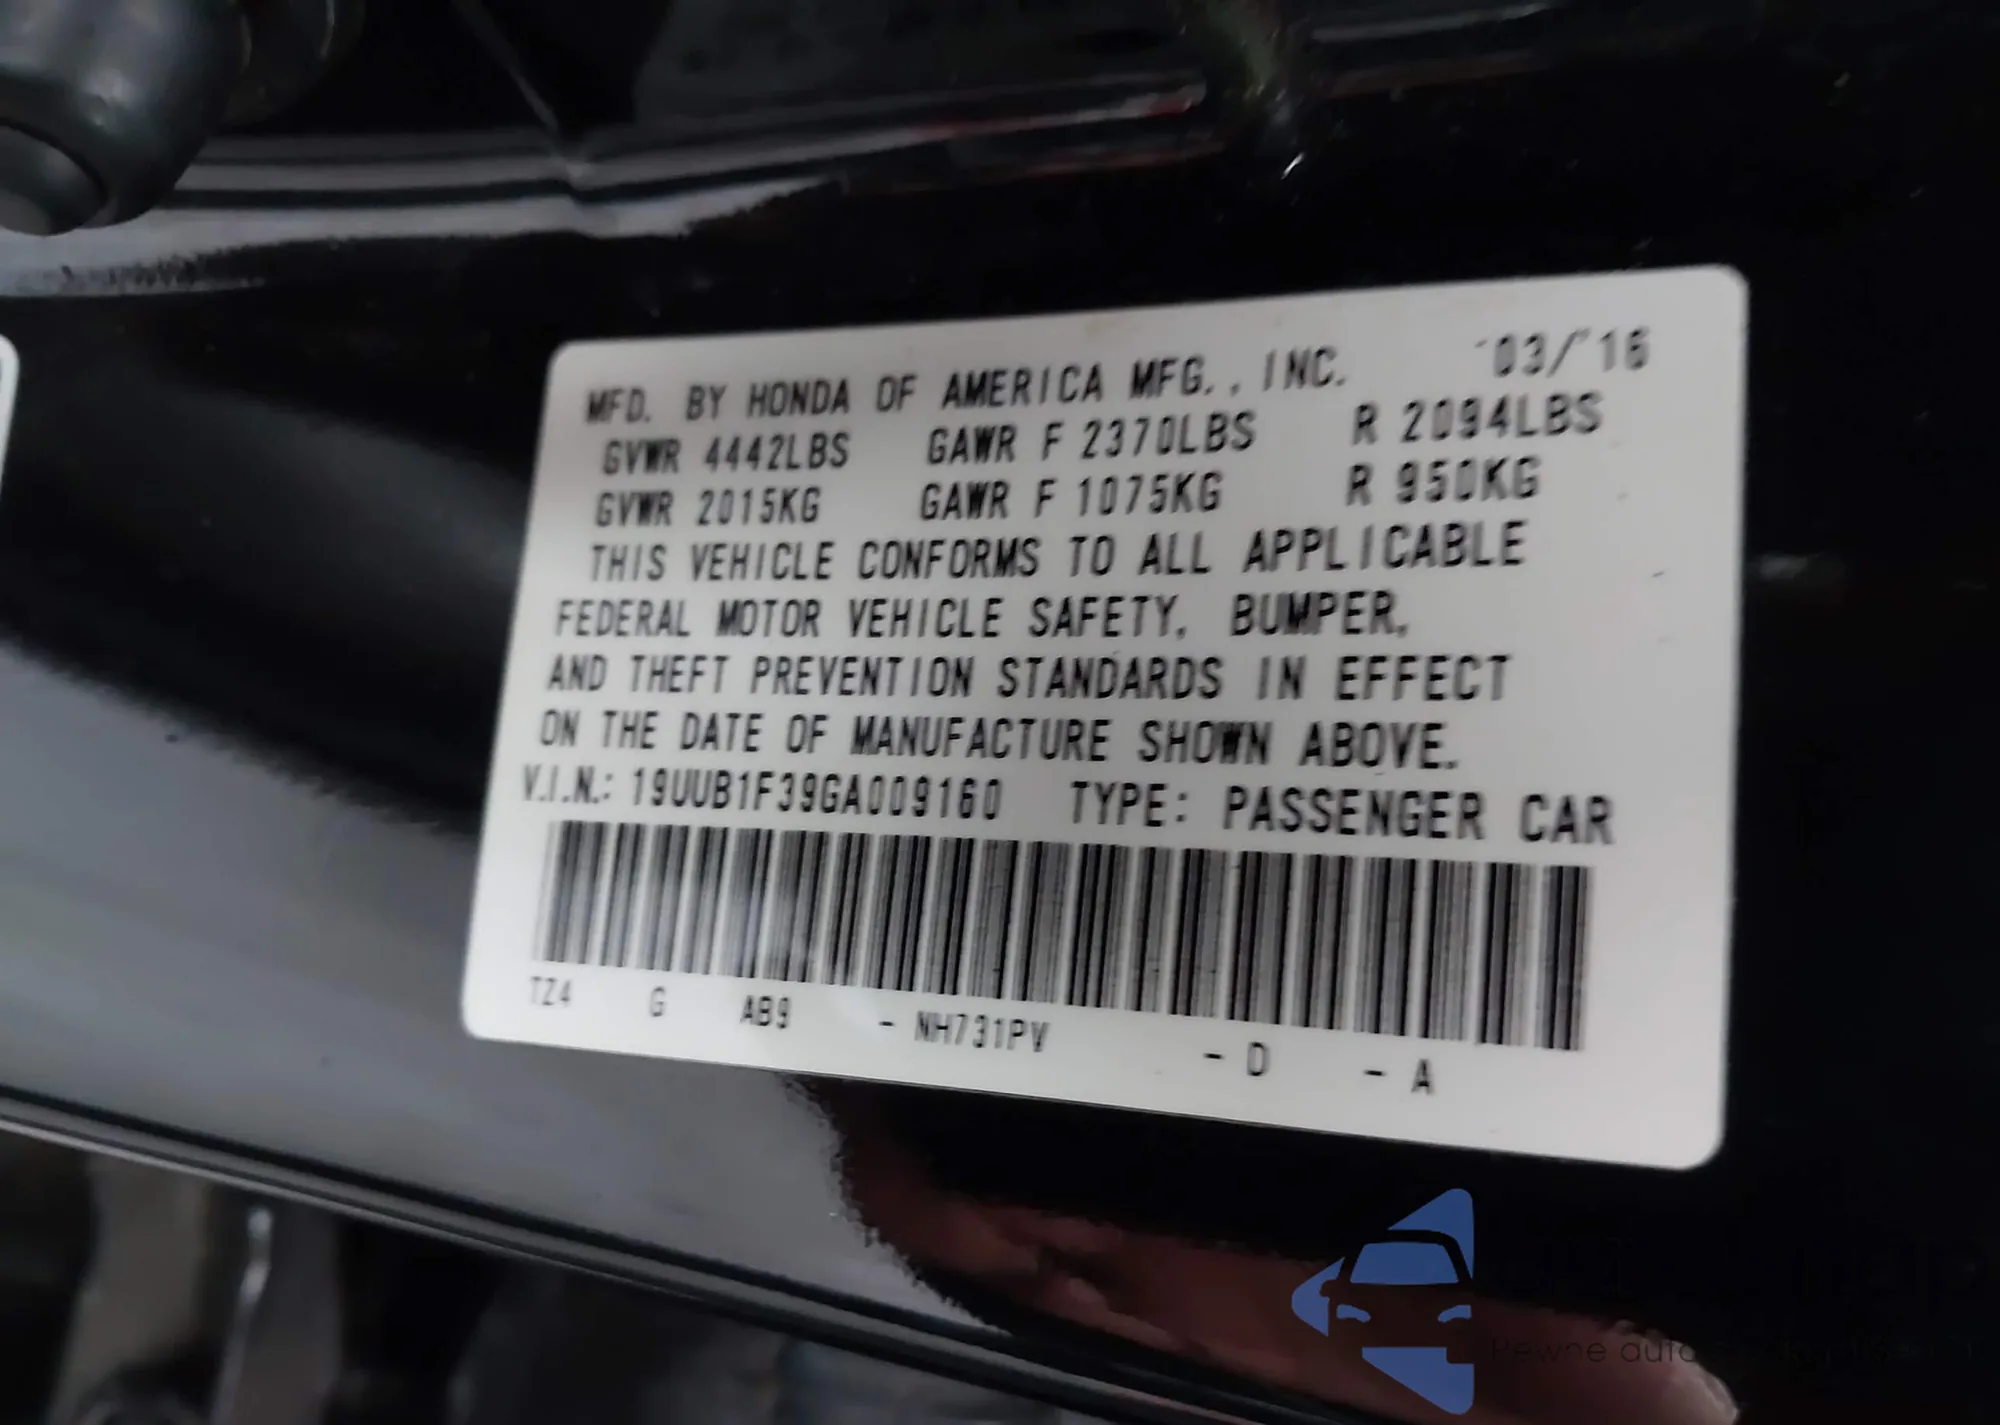 MFD. BY HONDA OF AMERICA MFG., INC. 03/'16
GVWR 4442LBS GAWR F 2370LBS R 2094LBS
GVWR 2015KG GAWR F 1075KG R 950KG
THIS VEHICLE CONFORMS TO ALL APPLICABLE
FEDERAL MOTOR VEHICLE SAFETY, BUMPER,
AND THEFT PREVENTION STANDARDS IN EFFECT
ON THE DATE OF MANUFACTURE SHOWN ABOVE.
V.I.N.: 19UUB1F39GA009160 TYPE: PASSENGER CAR
TZ4 G AB9 - NH731PV - D - A
Pewne auto